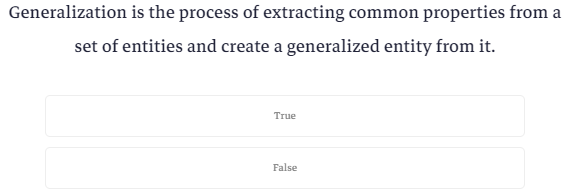 Generalization is the process of extracting common properties from a
set of entities and create a generalized entity from it.
True
False